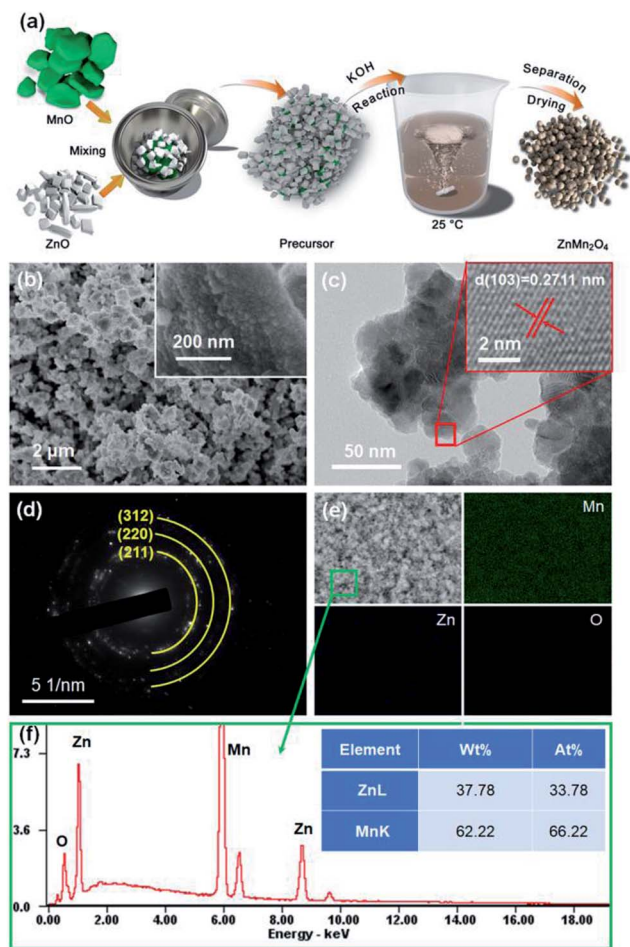 (a)
MnO
Mixing
ZnO
Precursor
KOH
Reaction
25 °C
Separation
Drying
ZnMn₂O₄
(b)
200 nm
2 µm
(c)
d(103)=0.2711 nm
2 nm
50 nm
(d)
(312)
(220)
(211)
5 1/nm
(e)
Mn
Zn
O
(f)
7.3
3.6
0.0
O
Zn
Mn
Zn
Element Wt% At%
ZnL 37.78 33.78
MnK 62.22 66.22
0.00 2.00 4.00 6.00 8.00 10.00 12.00 14.00 16.00 18.00
Energy - keV